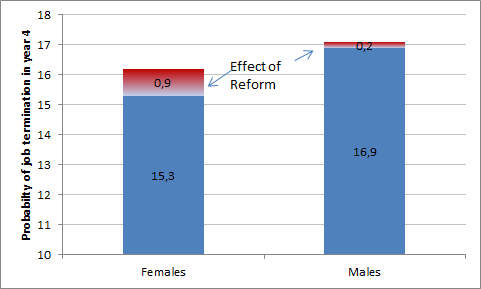 18
17
16
15
14
13
12
11
10
Probabilty of job termination in year 4
0,9
15,3
Effect of
Reform
0,2
16,9
Females
Males